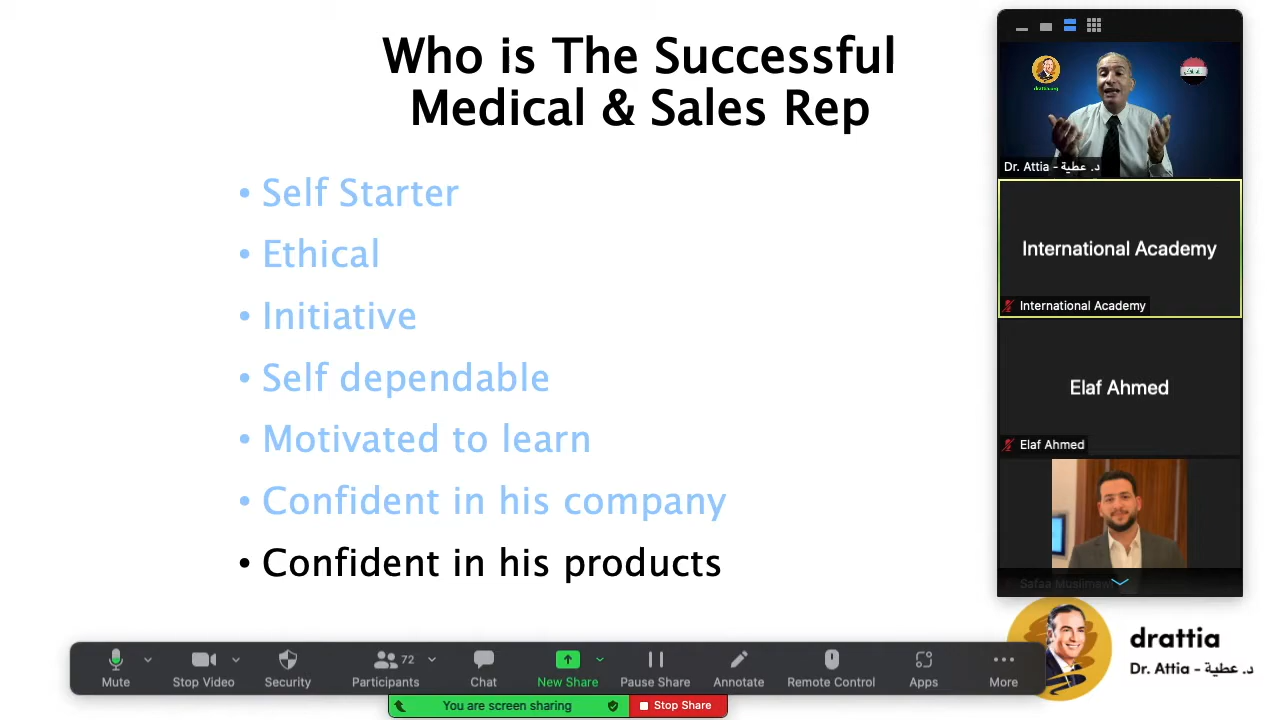 Who is The Successful
Medical & Sales Rep
• Self Starter
• Ethical
• Initiative
• Self dependable
• Motivated to learn
• Confident in his company
• Confident in his products
drattia.org
Dr. Attia - د. عطية
International Academy
International Academy
Elaf Ahmed
Elaf Ahmed
drattia
Dr. Attia - د. عطية
Mute
Stop Video
Security
72
Participants
Chat
New Share
Pause Share
Annotate
Remote Control
Apps
More
You are screen sharing
Stop Share